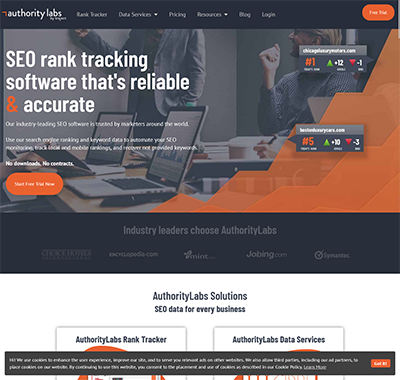 authority labs
Rank Tracker
Data Services
Pricing
Resources
Blog
Login
Free Trial
SEO rank tracking
software that's reliable
& accurate
Our industry-leading SEO software is trusted by marketers around the world.
Use our search engine ranking and keyword data to automate your SEO
monitoring, track local and mobile rankings, and recover not provided keywords.
No downloads. No contracts.
Start Free Trial Now
chicagoluxurymotors.com
#1
+12
-1
bostonluxurycars.com
#5
+10
-3
Industry leaders choose AuthorityLabs
CHOICE HOTELS
ENCYCLOpedia.com
mint.com
Jobing.com
Symantec
AuthorityLabs Solutions
SEO data for every business
AuthorityLabs Rank Tracker
AuthorityLabs Data Services
Hi! We use cookies to enhance the user experience, improve our site, and to serve you relevant ads on other websites. We also allow third parties, including our ad partners, to
place cookies on our website. By continuing to use this website, you consent to the placement and use of cookies as described in our Cookie Policy. Learn More
Got it!